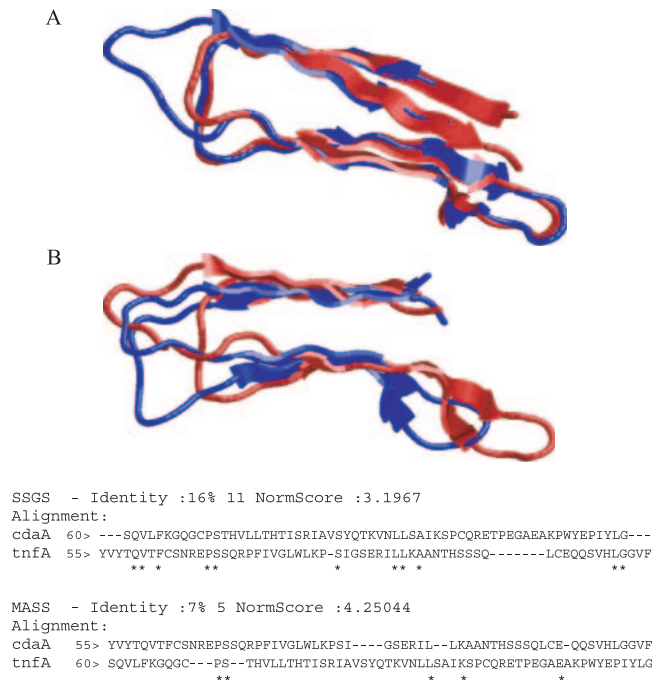 A
B
SSGS - Identity :16% 11 NormScore :3.1967
Alignment:
cdaA 60> ---SQVLFKGQGCPSTHVLLTHTISRIAVSYQTKVNLLSAIKSPCQRETPEGAEAKPWYEPIYLG---
tnfA 55> YVYTQVTFCSNREPSSQRPFIVGLWLKP-SIGSERILLKAANTHSSSQ-------LCEQQSVHLGGVF
** * ** * ** * **
MASS - Identity :7% 5 NormScore :4.25044
Alignment:
cdaA 55> YVYTQVTFCSNREPSSQRPFIVGLWLKPSI----GSERIL--LKAANTHSSSQLCE-QQSVHLGGVF
tnfA 60> SQVLFKGQGC---PS--THVLLTHTISRIAVSYQTKVNLLSAIKSPCQRETPEGAEAKPWYEPIYLG
** * * *